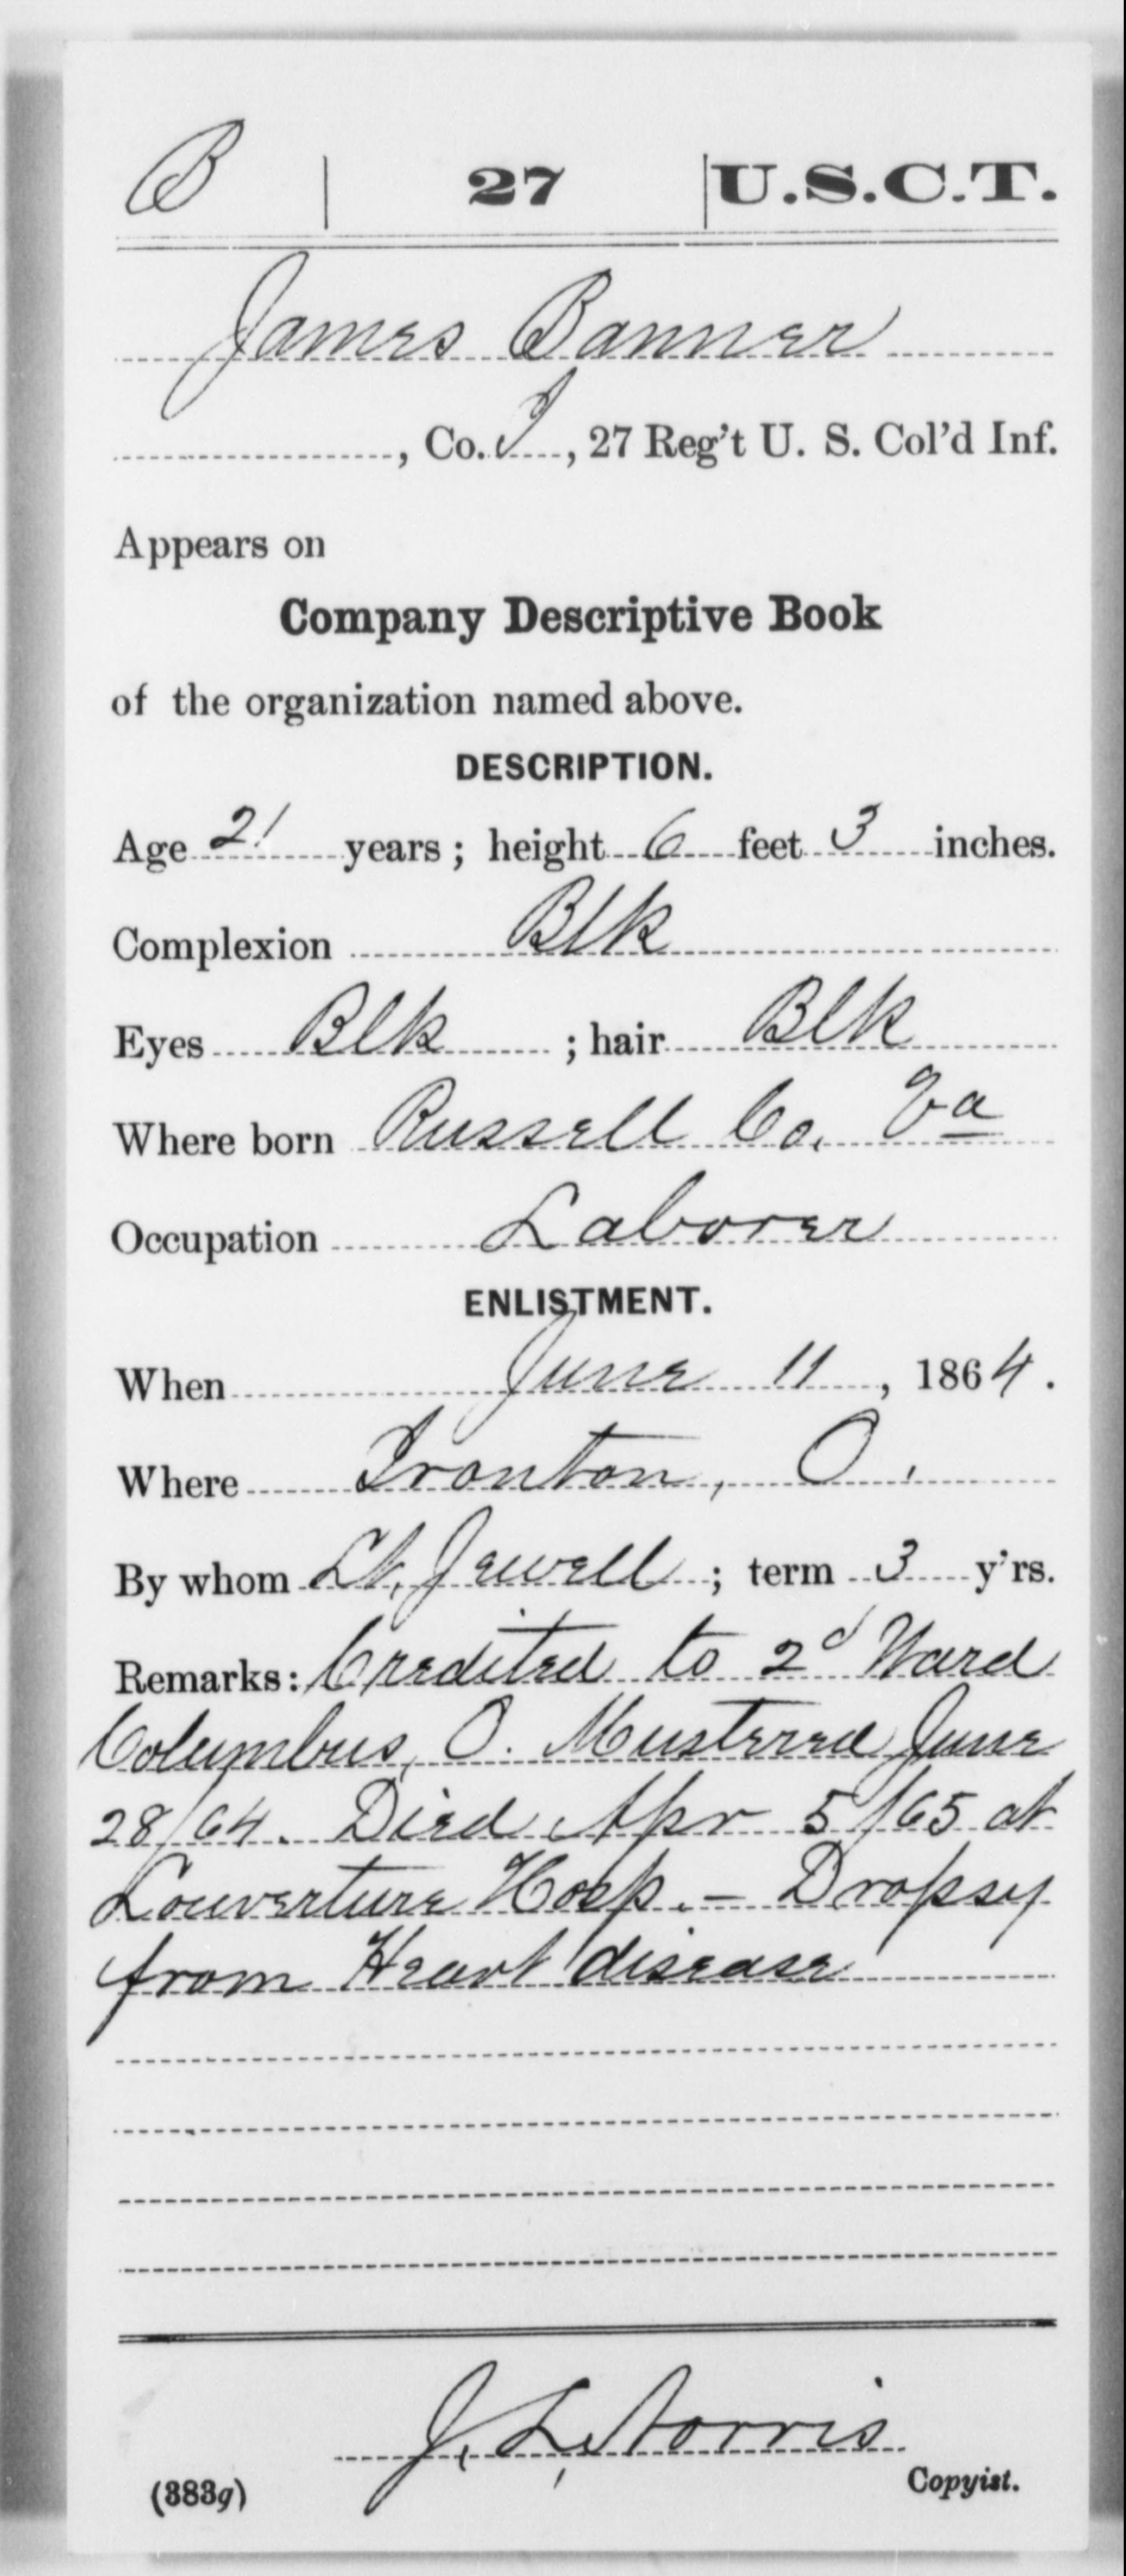 B | 27 | U.S.C.T.
James Banner
, Co. I, 27 Reg't U. S. Col'd Inf.
Appears on
Company Descriptive Book
of the organization named above.
DESCRIPTION.
Age 21 years; height 6 feet 3 inches.
Complexion Blk
Eyes Blk ; hair Blk
Where born Russell Co. Va
Occupation Laborer
ENLISTMENT.
When June 11, 1864.
Where Ironton, O.
By whom Lt. Jewell; term 3 y'rs.
Remarks: Credited to 2d Ward
Columbus, O. Musterred June
28/64. Died Apr 5/65 at
Louverture Hosp. - Dropsy
from Heart disease
J. L. Norris
(383g) Copyist.